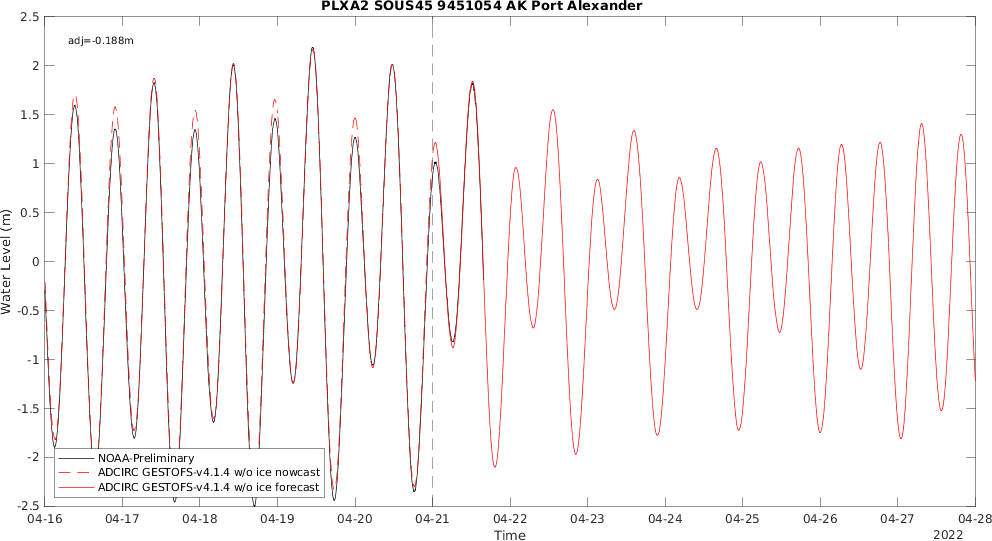 PLXA2 SOUS45 9451054 AK Port Alexander
adj=-0.188m
2.5
2
1.5
1
0.5
0
-0.5
-1
-1.5
-2
-2.5
Water Level (m)
NOAA-Preliminary
ADCIRC GESTOFS-v4.1.4 w/o ice nowcast
ADCIRC GESTOFS-v4.1.4 w/o ice forecast
04-16 04-17 04-18 04-19 04-20 04-21 04-22 04-23 04-24 04-25 04-26 04-27 04-28
Time
2022